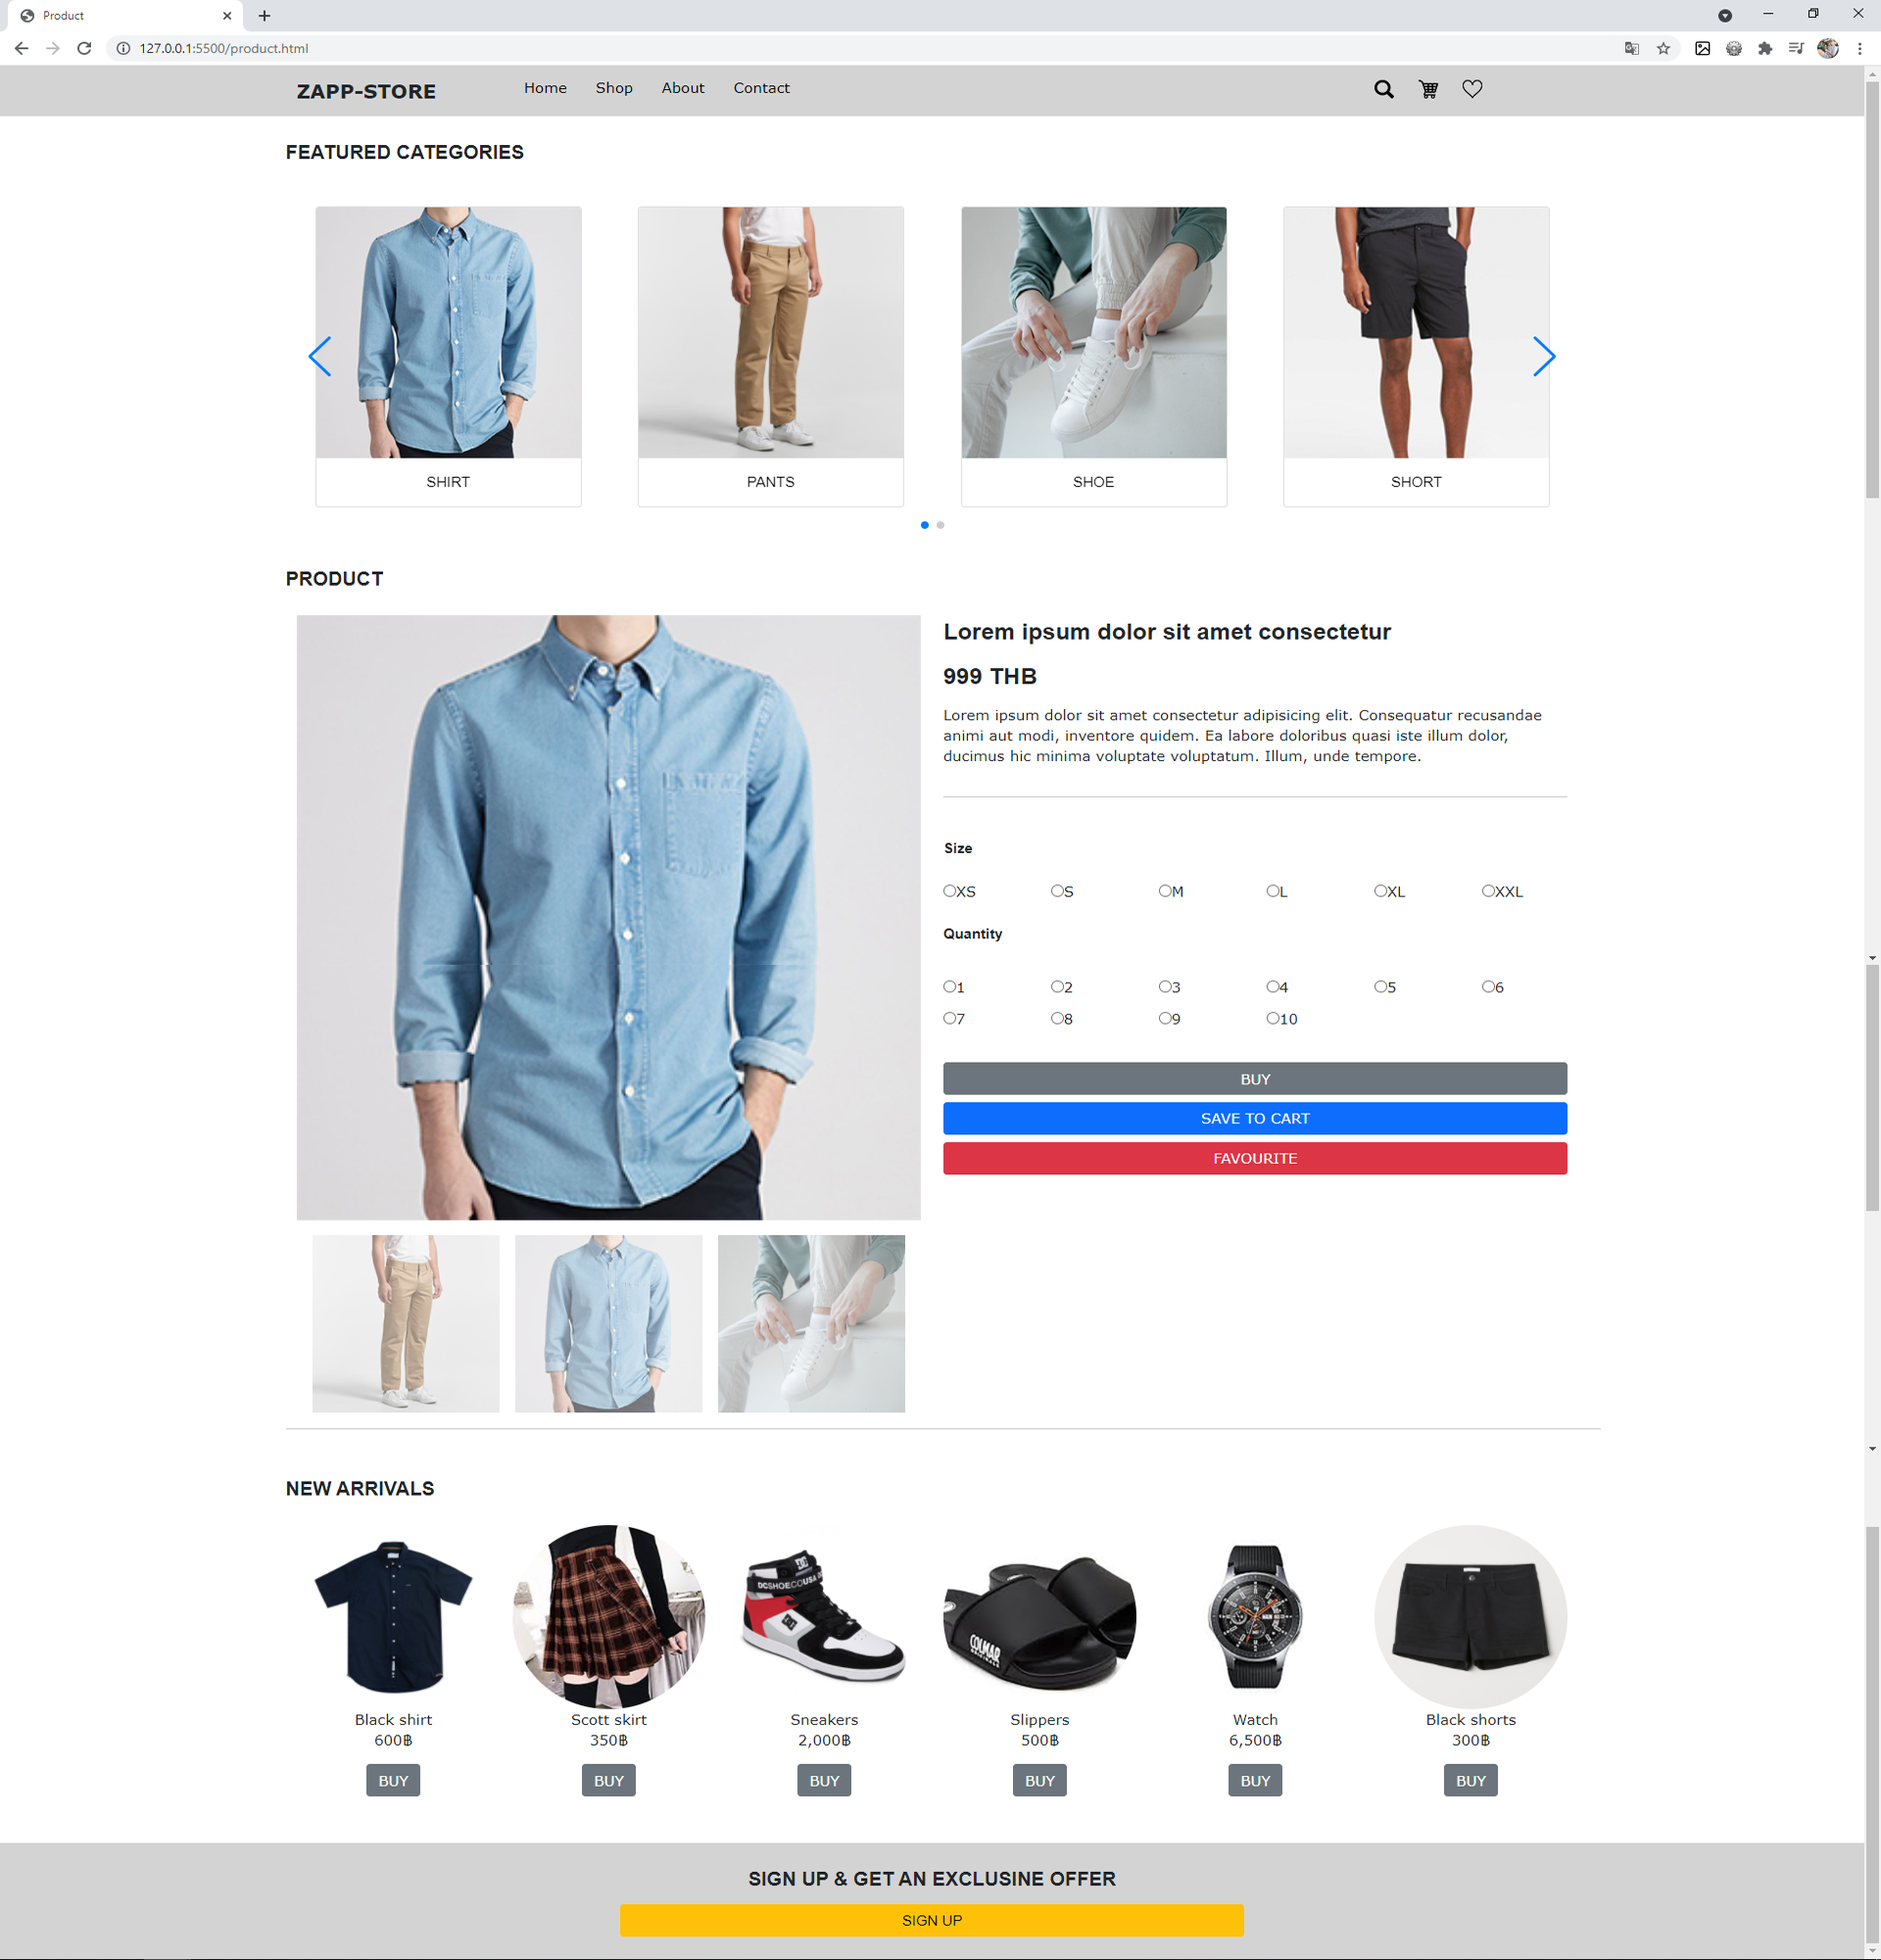 Product
127.0.0.1:5500/product.html
ZAPP-STORE
Home
Shop
About
Contact
FEATURED CATEGORIES
SHIRT
PANTS
SHOE
SHORT
PRODUCT
Lorem ipsum dolor sit amet consectetur
999 THB
Lorem ipsum dolor sit amet consectetur adipisicing elit. Consequatur recusandae
animi aut modi, inventore quidem. Ea labore doloribus quasi iste illum dolor,
ducimus hic minima voluptate voluptatum. Illum, unde tempore.
Size
XS
S
M
L
XL
XXL
Quantity
1
2
3
4
5
6
7
8
9
10
BUY
SAVE TO CART
FAVOURITE
NEW ARRIVALS
DCSHOECOUSA
COLMAR
Black shirt
600฿
BUY
Scott skirt
350฿
BUY
Sneakers
2,000฿
BUY
Slippers
500฿
BUY
Watch
6,500฿
BUY
Black shorts
300฿
BUY
SIGN UP & GET AN EXCLUSINE OFFER
SIGN UP